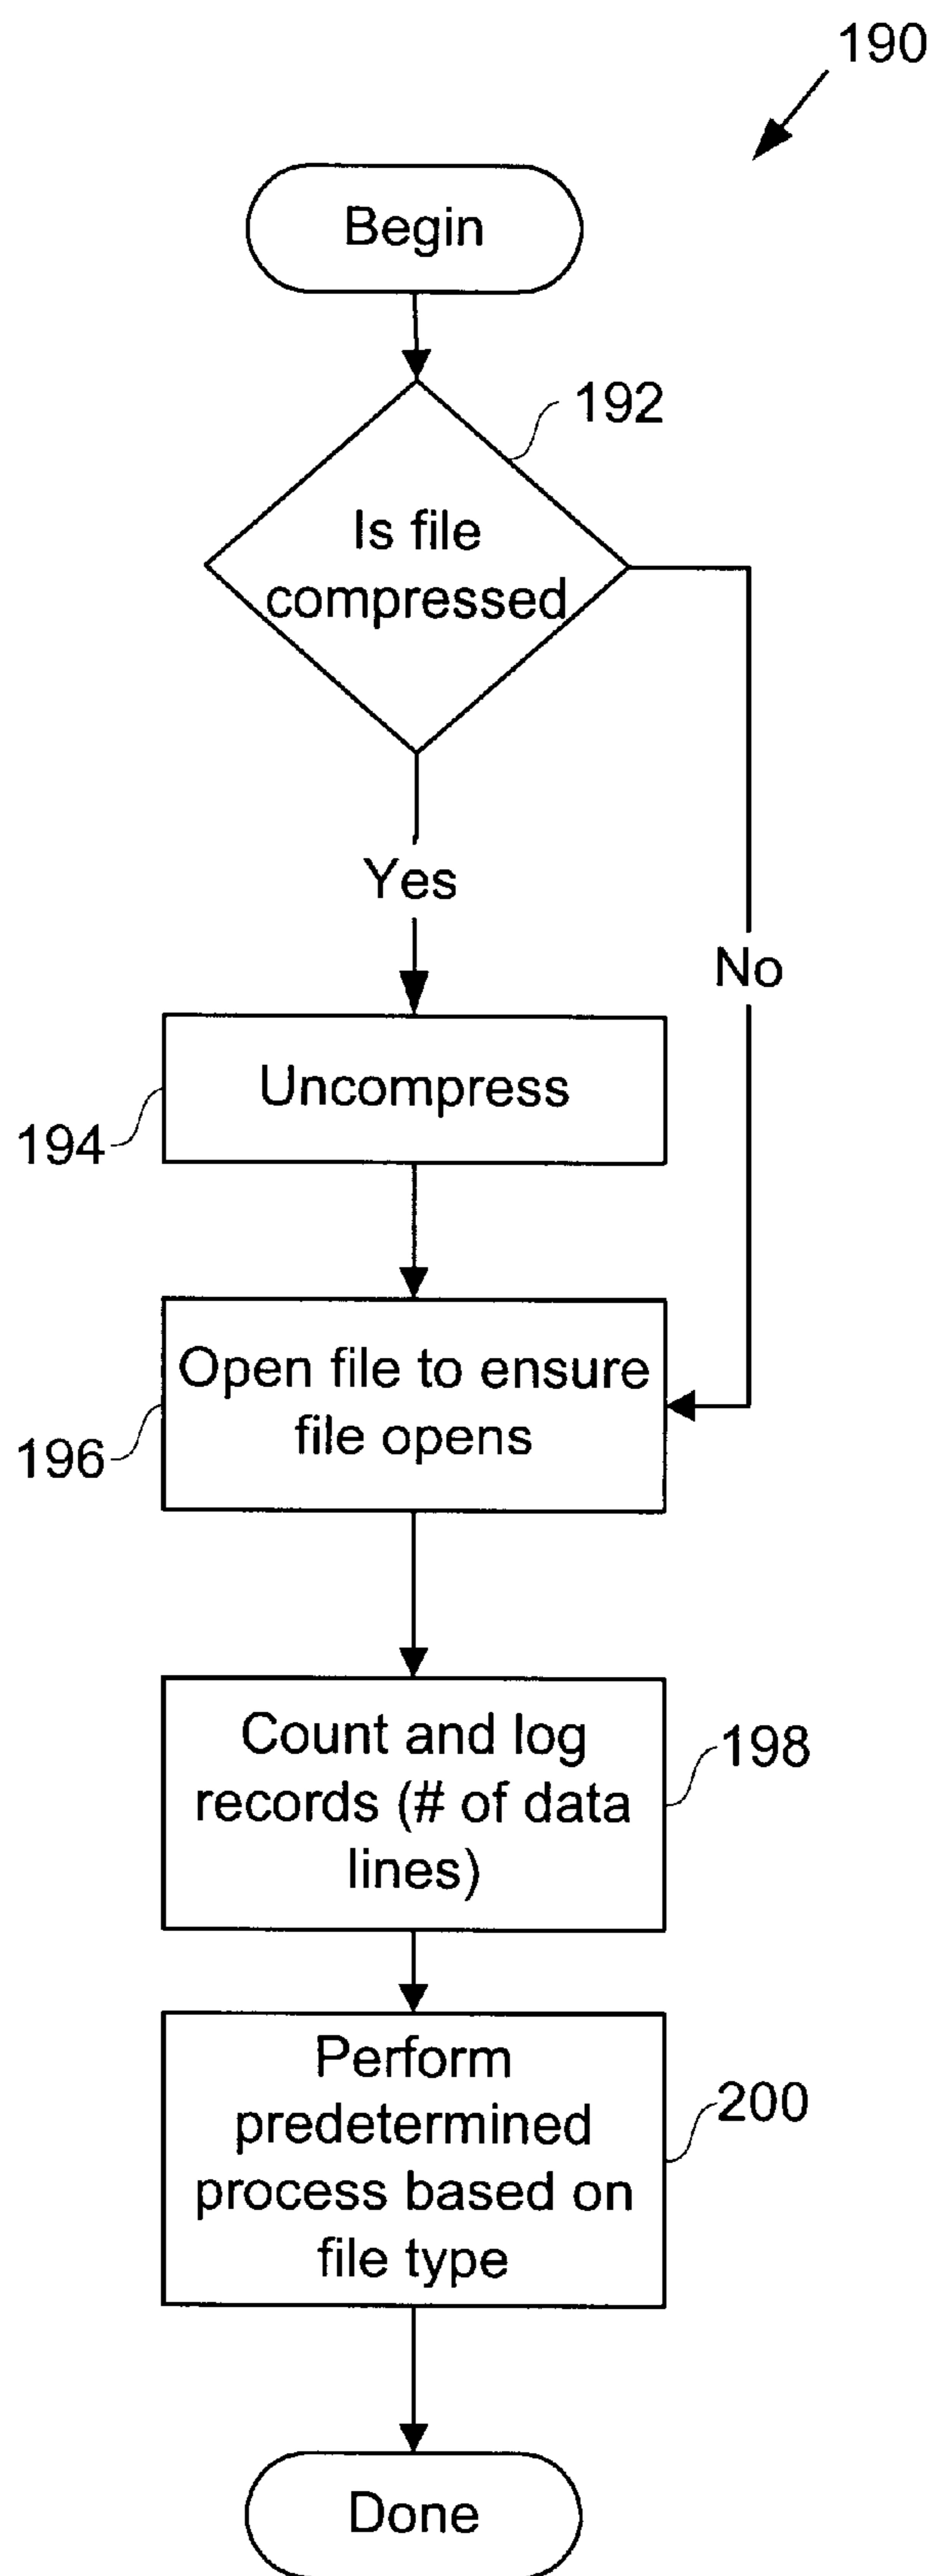 190
Begin
192
Is file
compressed
Yes
No
Uncompress
194
Open file to ensure
file opens
196
Count and log
records (# of data
lines)
198
Perform
predetermined
process based on
file type
200
Done